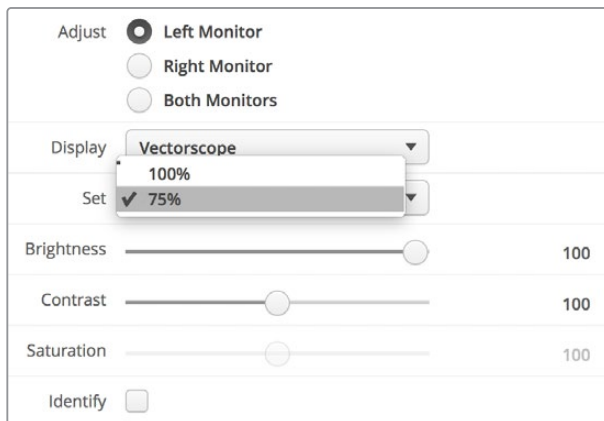 Adjust Left Monitor
Right Monitor
Both Monitors
Display Vectorscope
100%
Set ✔ 75%
Brightness 100
Contrast 100
Saturation 100
Identify